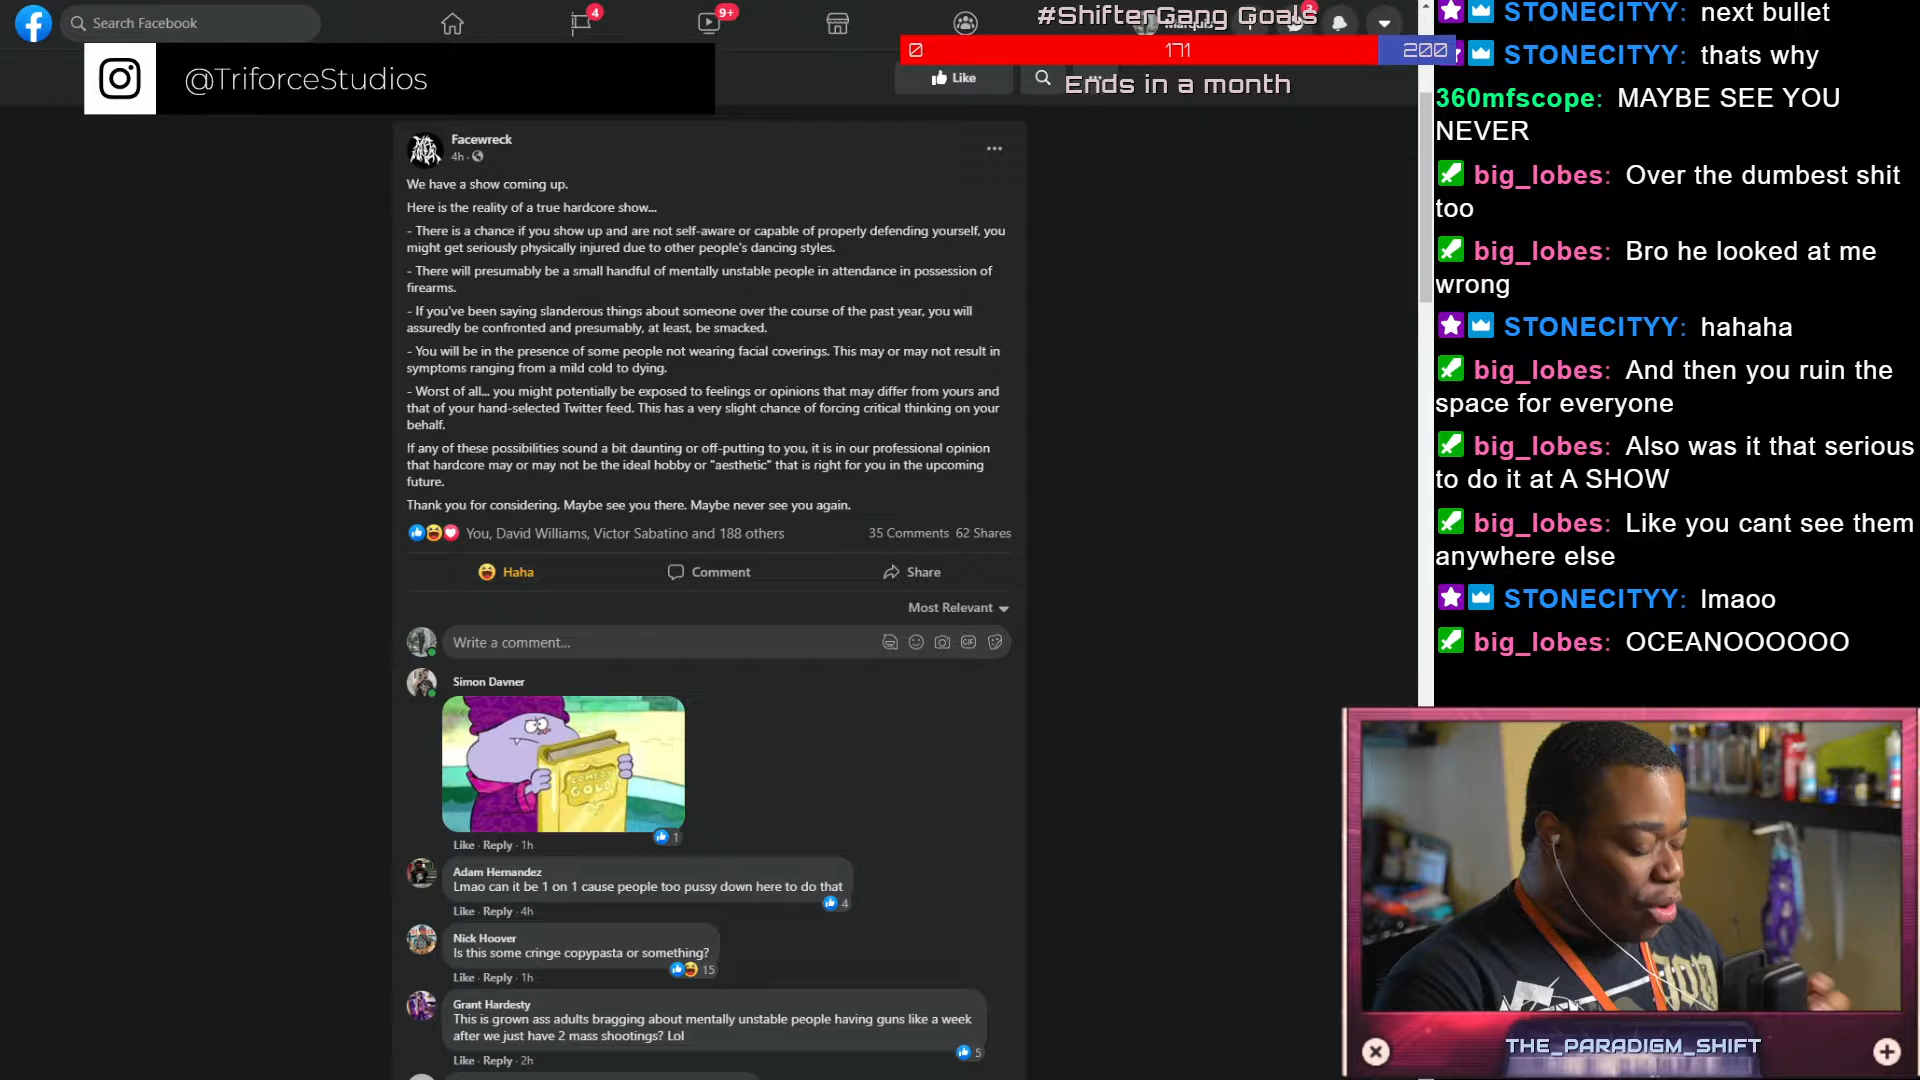 Search Facebook
4
9+
#ShifterGang Goals
0
171
200
Ends in a month
@TriforceStudios
Like
Facewreck
4h
We have a show coming up.
Here is the reality of a true hardcore show...
- There is a chance if you show up and are not self-aware or capable of properly defending yourself, you
might get seriously physically injured due to other people's dancing styles.
- There will presumably be a small handful of mentally unstable people in attendance in possession of
firearms.
- If you've been saying slanderous things about someone over the course of the past year, you will
assuredly be confronted and presumably, at least, be smacked.
- You will be in the presence of some people not wearing facial coverings. This may or may not result in
symptoms ranging from a mild cold to dying.
- Worst of all... you might potentially be exposed to feelings or opinions that may differ from yours and
that of your hand-selected Twitter feed. This has a very slight chance of forcing critical thinking on your
behalf.
If any of these possibilities sound a bit daunting or off-putting to you, it is in our professional opinion
that hardcore may or may not be the ideal hobby or "aesthetic" that is right for you in the upcoming
future.
Thank you for considering. Maybe see you there. Maybe never see you again.
You, David Williams, Victor Sabatino and 188 others
35 Comments 62 Shares
Haha
Comment
Share
Most Relevant
Write a comment...
GIF
Simon Davner
COMEDY
GOLD
1
Like · Reply · 1h
Adam Hernandez
Lmao can it be 1 on 1 cause people too pussy down here to do that
4
Like · Reply · 4h
Nick Hoover
Is this some cringe copypasta or something?
15
Like · Reply · 1h
Grant Hardesty
This is grown ass adults bragging about mentally unstable people having guns like a week
after we just have 2 mass shootings? Lol
5
Like · Reply · 2h
STONECITYY: next bullet
STONECITYY: thats why
360mfscope: MAYBE SEE YOU
NEVER
big_lobes: Over the dumbest shit
too
big_lobes: Bro he looked at me
wrong
STONECITYY: hahaha
big_lobes: And then you ruin the
space for everyone
big_lobes: Also was it that serious
to do it at A SHOW
big_lobes: Like you cant see them
anywhere else
STONECITYY: lmaoo
big_lobes: OCEANOOOOOO
THE_PARADIGM_SHIFT